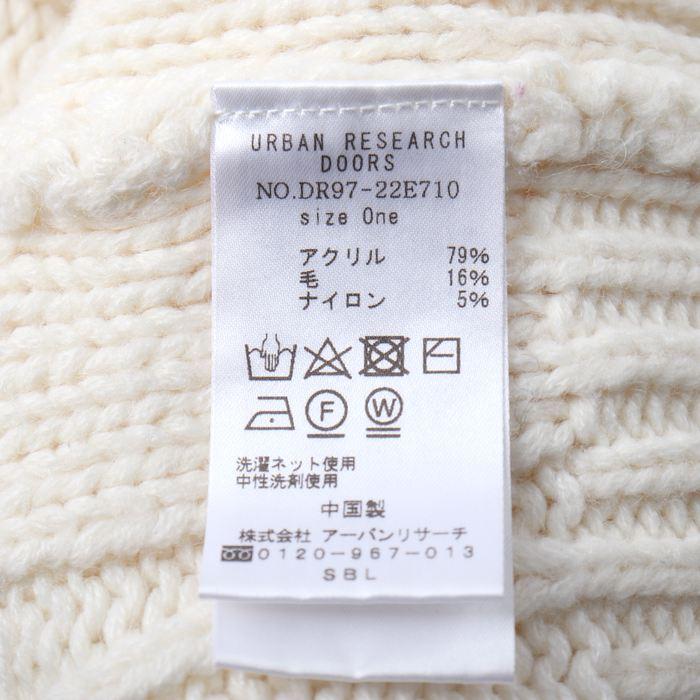 URBAN RESEARCH
DOORS
NO.DR97-22E710
size One
アクリル 79%
毛 16%
ナイロン 5%
F W
洗濯ネット使用
中性洗剤使用
中国製
株式会社 アーバンリサーチ
0120-967-013
SBL